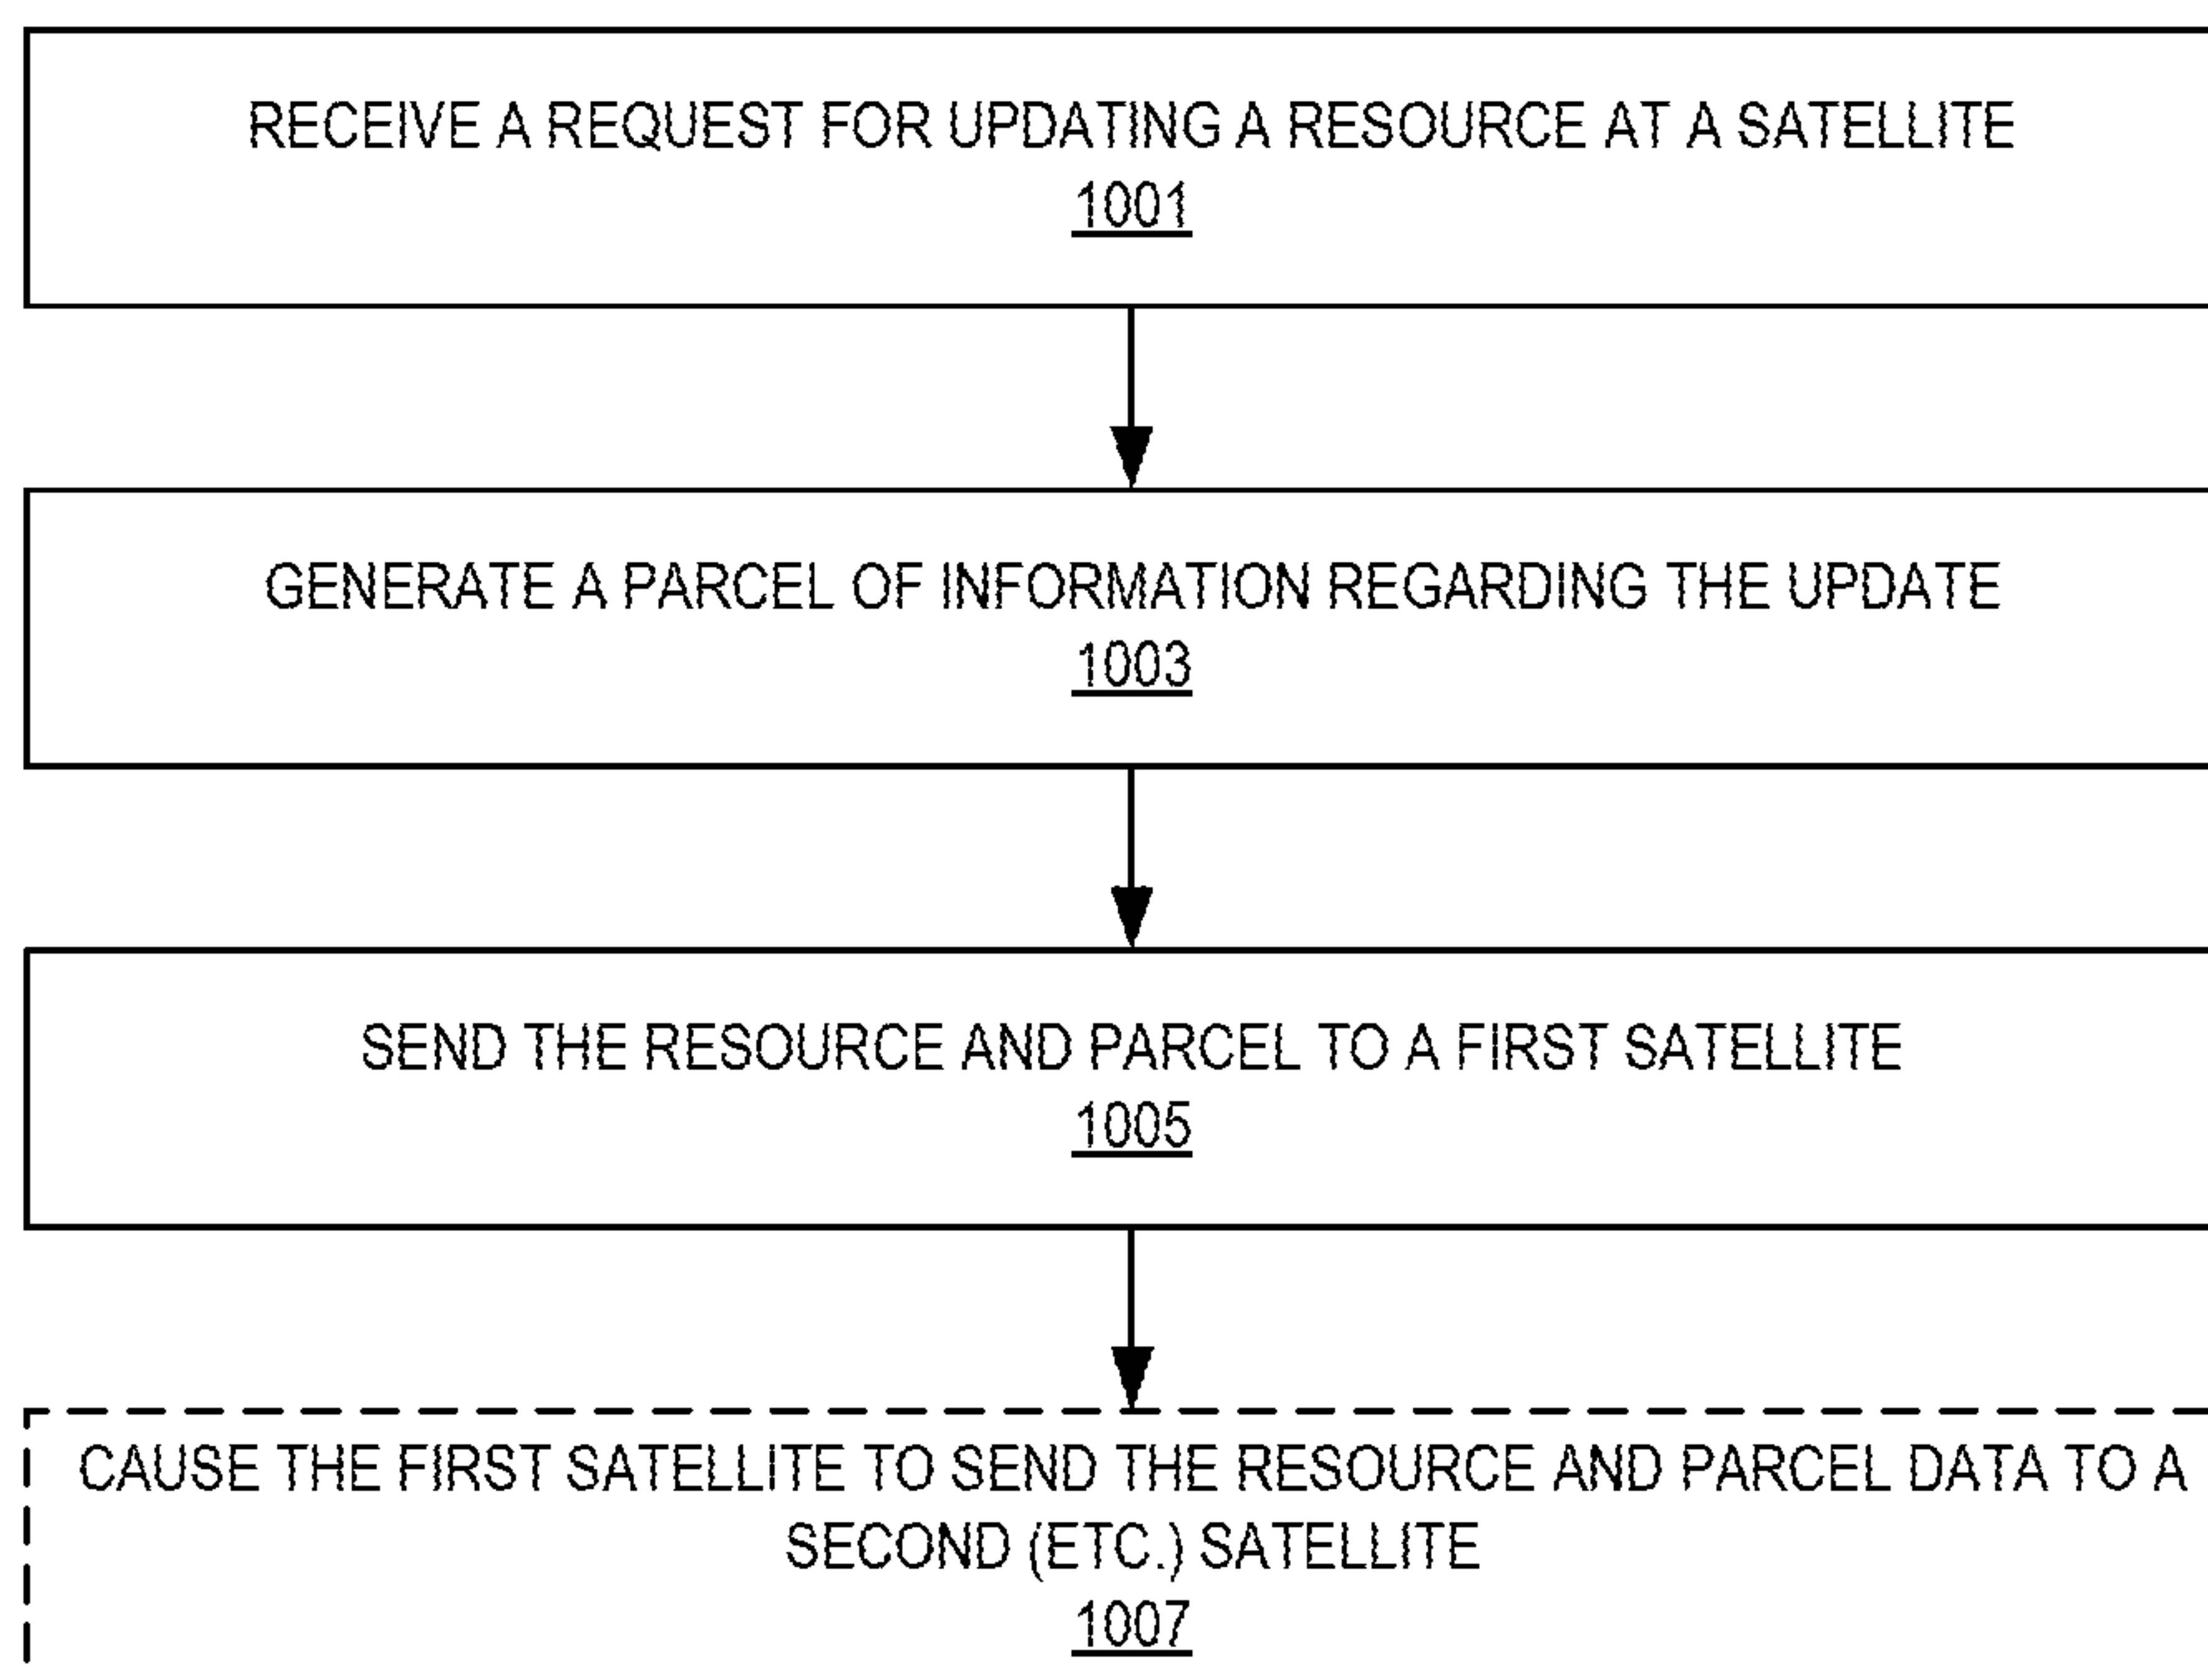 RECEIVE A REQUEST FOR UPDATING A RESOURCE AT A SATELLITE
1001
GENERATE A PARCEL OF INFORMATION REGARDING THE UPDATE
1003
SEND THE RESOURCE AND PARCEL TO A FIRST SATELLITE
1005
CAUSE THE FIRST SATELLITE TO SEND THE RESOURCE AND PARCEL DATA TO A
SECOND (ETC.) SATELLITE
1007